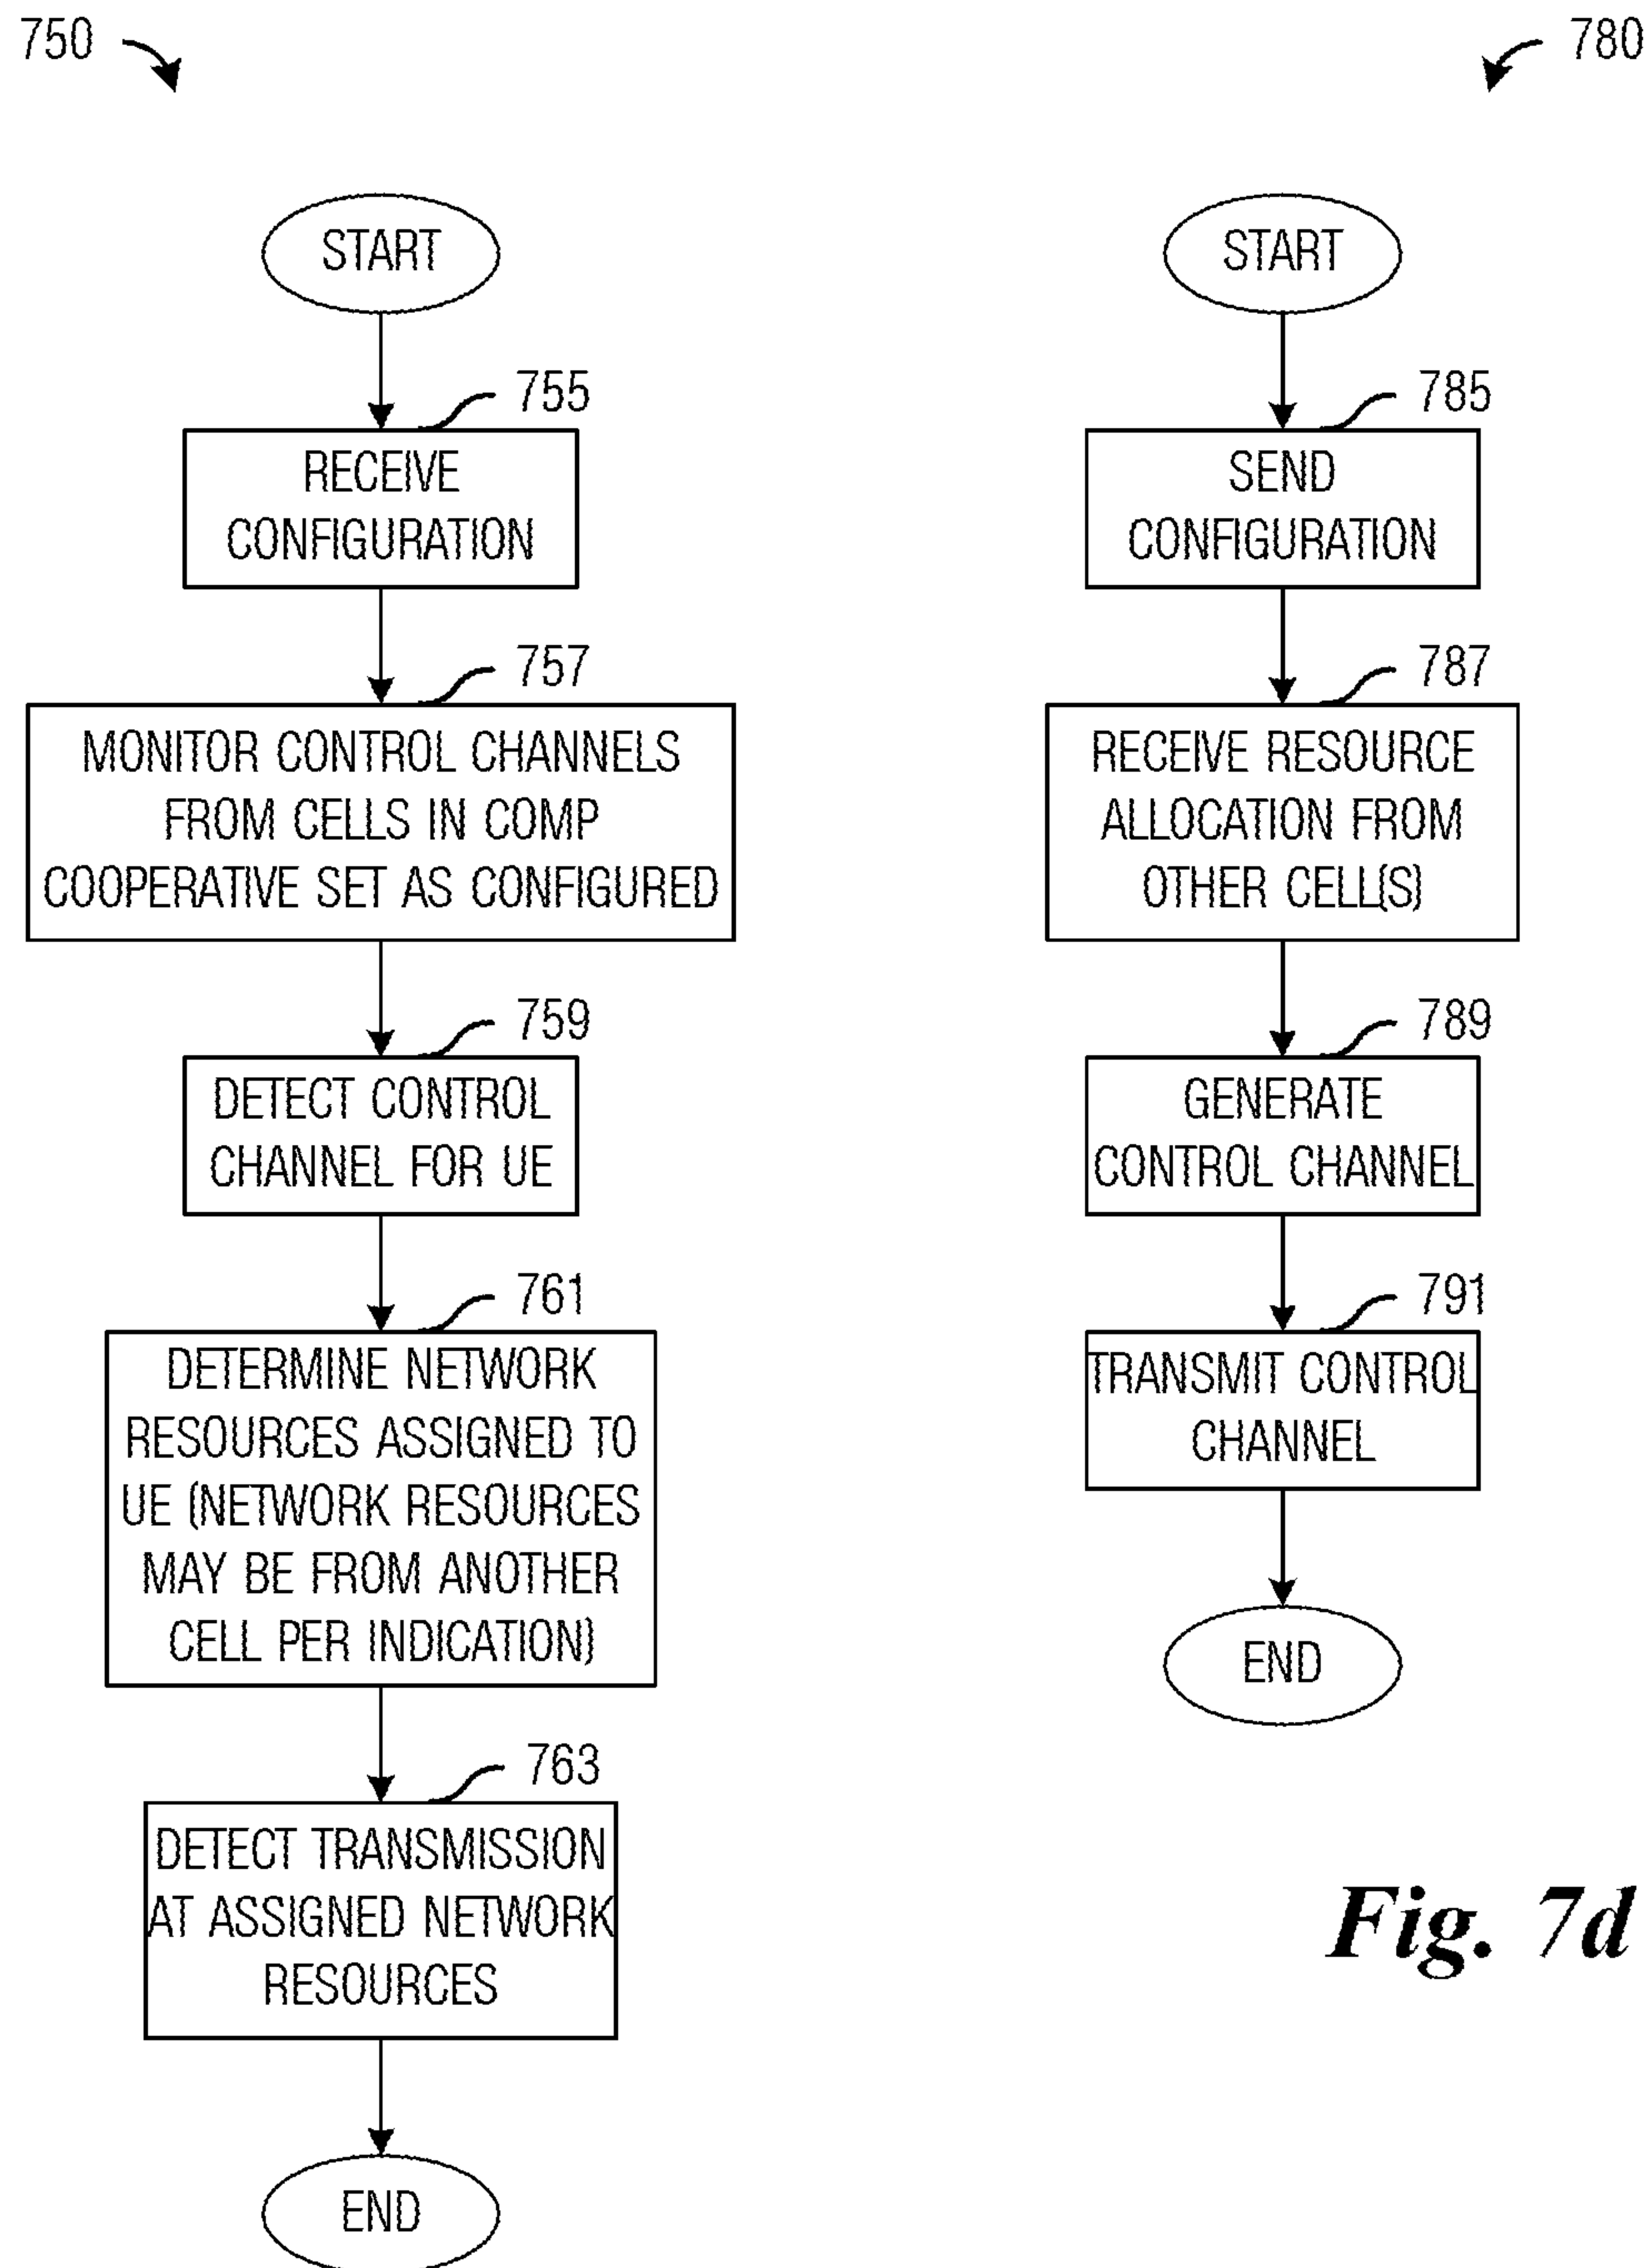 750
START
755
RECEIVE
CONFIGURATION
757
MONITOR CONTROL CHANNELS
FROM CELLS IN COMP
COOPERATIVE SET AS CONFIGURED
759
DETECT CONTROL
CHANNEL FOR UE
761
DETERMINE NETWORK
RESOURCES ASSIGNED TO
UE (NETWORK RESOURCES
MAY BE FROM ANOTHER
CELL PER INDICATION)
763
DETECT TRANSMISSION
AT ASSIGNED NETWORK
RESOURCES
END
780
START
785
SEND
CONFIGURATION
787
RECEIVE RESOURCE
ALLOCATION FROM
OTHER CELL(S)
789
GENERATE
CONTROL CHANNEL
791
TRANSMIT CONTROL
CHANNEL
END
Fig. 7d